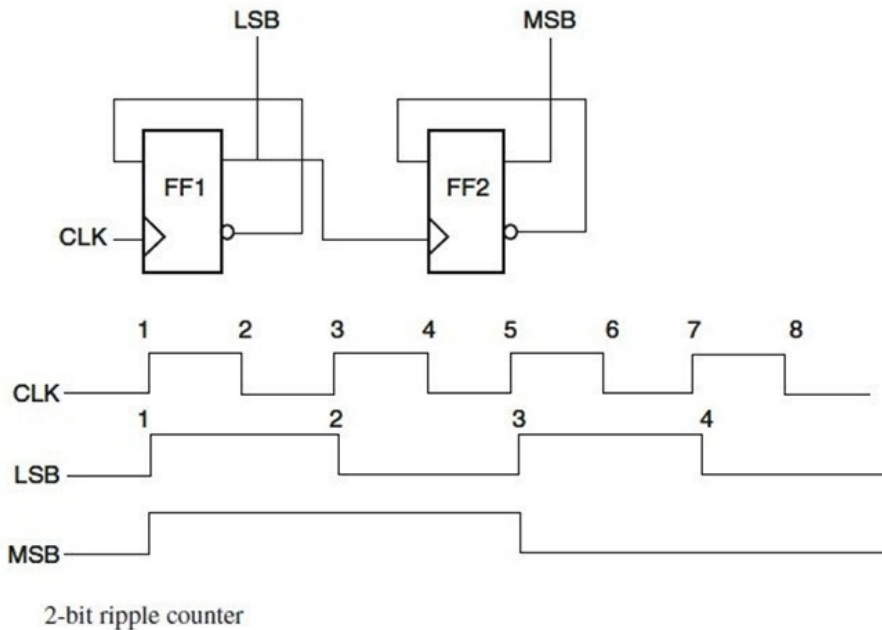 LSB MSB
FF1 FF2
CLK
1 2 3 4 5 6 7 8
CLK
1 2 3 4
LSB
MSB
2-bit ripple counter